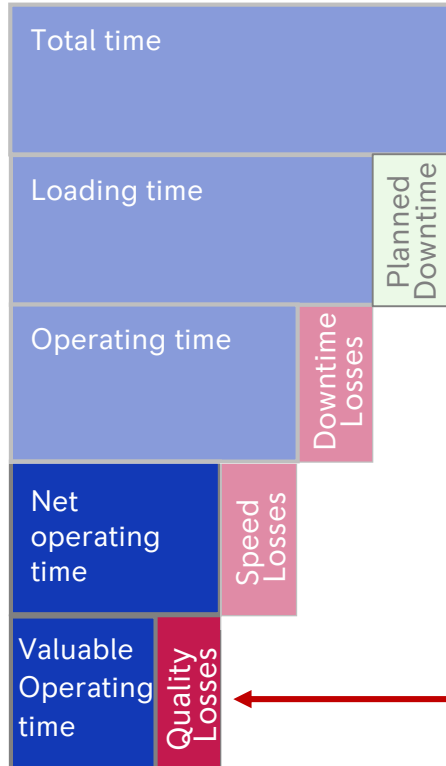 Total time
Loading time
Planned
Downtime
Operating time
Downtime
Losses
Net
operating
time
Speed
Losses
Valuable
Operating
time
Quality
Losses